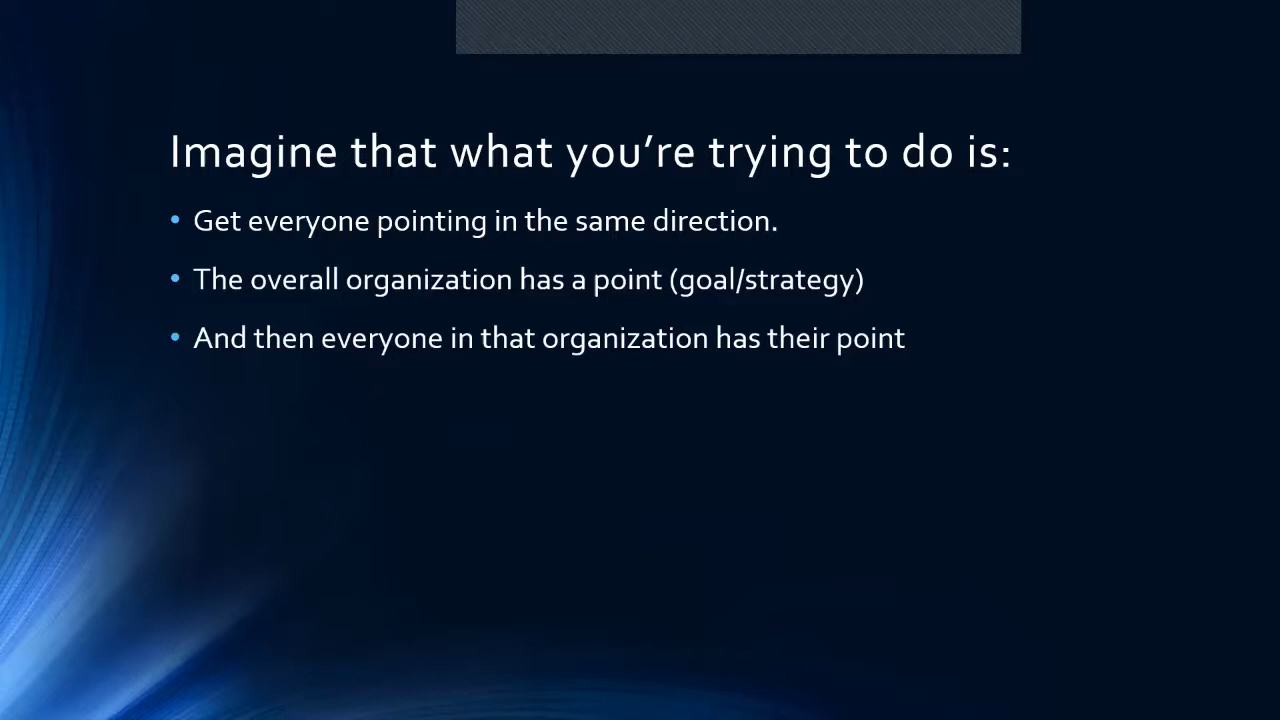 Imagine that what you’re trying to do is:
• Get everyone pointing in the same direction.
• The overall organization has a point (goal/strategy)
• And then everyone in that organization has their point